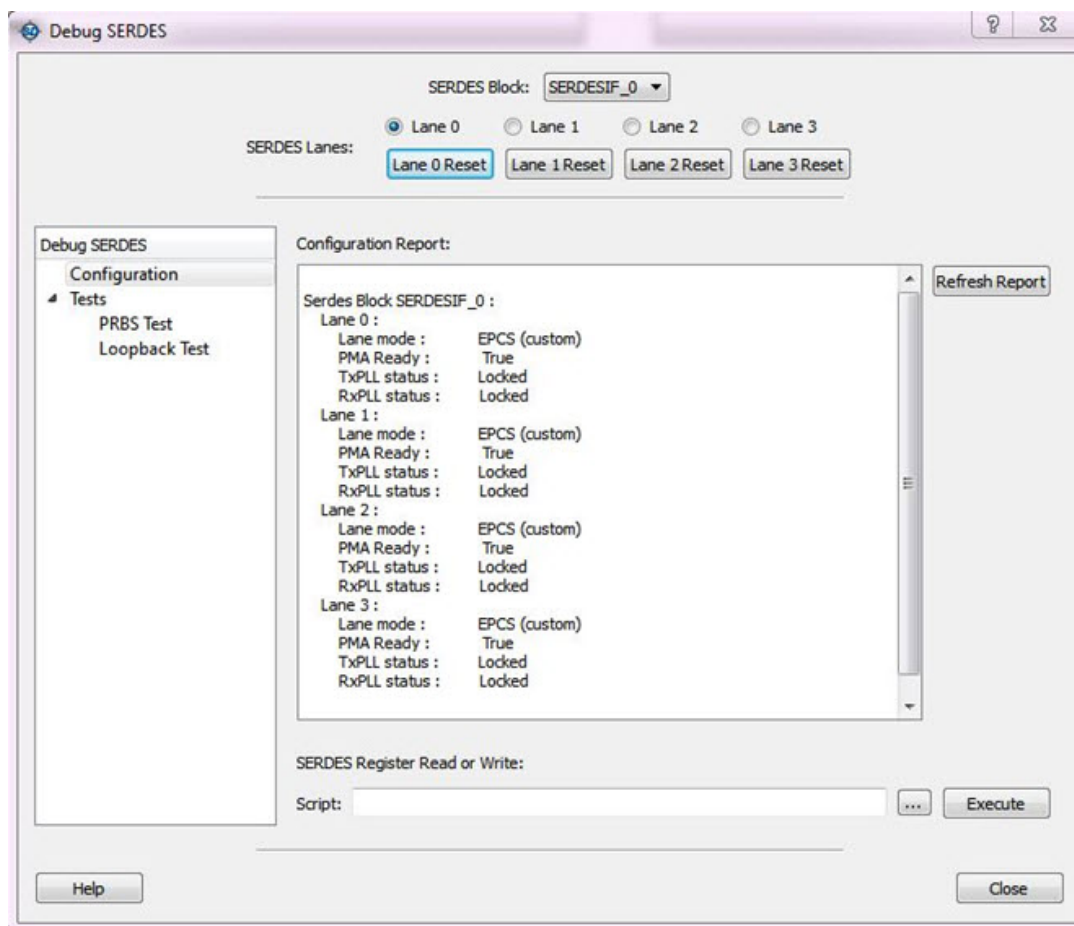 Debug SERDES
SERDES Block: SERDESIF_0
SERDES Lanes:
Lane 0 Lane 1 Lane 2 Lane 3
Lane 0 Reset Lane 1 Reset Lane 2 Reset Lane 3 Reset
Debug SERDES
Configuration
Tests
PRBS Test
Loopback Test
Configuration Report:
Refresh Report
Serdes Block SERDESIF_0 :
Lane 0 :
Lane mode : EPCS (custom)
PMA Ready : True
TxPLL status : Locked
RxPLL status : Locked
Lane 1 :
Lane mode : EPCS (custom)
PMA Ready : True
TxPLL status : Locked
RxPLL status : Locked
Lane 2 :
Lane mode : EPCS (custom)
PMA Ready : True
TxPLL status : Locked
RxPLL status : Locked
Lane 3 :
Lane mode : EPCS (custom)
PMA Ready : True
TxPLL status : Locked
RxPLL status : Locked
SERDES Register Read or Write:
Script: ... Execute
Help Close